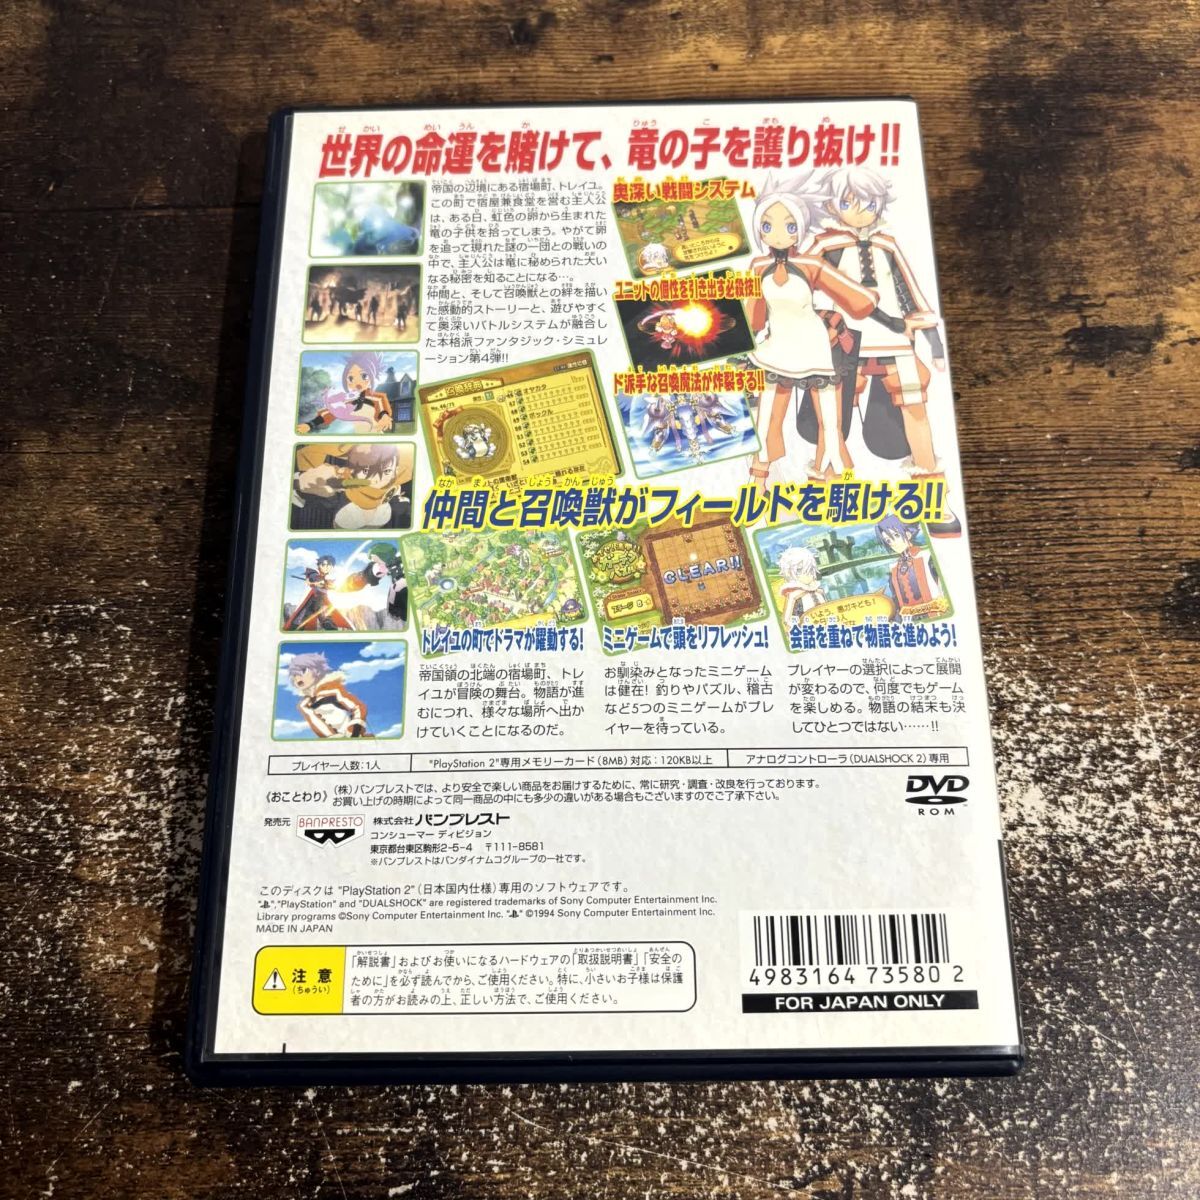 世界の命運を賭けて、竜の子を護り抜け!!
帝国の辺境にある宿場町、トレイユ。
この町で宿屋兼食堂を営む主人公
は、ある日、虹色の卵から生まれた
竜の子供を拾ってしまう。やがて卵
を追って現れた謎の一団との戦いの
中で、主人公は竜に秘められた大い
なる秘密を知ることになる…。
仲間と、そして召喚獣との絆を描い
た感動的ストーリーと、遊びやすく
て奥深いバトルシステムが融合し
た本格派ファンタジック・シミュレ
ーション第4弾!!
奥深い戦闘システム
ユニットの個性を引き出す必殺技!!
ド派手な召喚魔法が炸裂する!!
仲間と召喚獣がフィールドを駆ける!!
CLEAR!!
トレイユの町でドラマが躍動する!
帝国領の北端の宿場町、トレ
イユが冒険の舞台。物語が進
むにつれ、様々な場所へ出か
けていくことになるのだ。
ミニゲームで頭をリフレッシュ!
お馴染みとなったミニゲーム
は健在!釣りやパズル、稽古
など5つのミニゲームがプレ
イヤーを待っている。
会話を重ねて物語を進めよう!
プレイヤーの選択によって展開
が変わるので、何度でもゲーム
を楽しめる。物語の結末も決
してひとつではない……!!
プレイヤー人数:1人
"PlayStation 2"専用メモリーカード(8MB)対応:120KB以上
アナログコントローラ(DUALSHOCK 2)専用
《おことわり》
(株)バンプレストでは、より安全で楽しい商品をお届けするために、常に研究・調査・改良を行っております。
お買い上げの時期によって同一商品の中にも多少の違いがある場合もございますのでご了承下さい。
DVD
ROM
発売元
BANPRESTO
株式会社バンプレスト
コンシューマー ディビジョン
東京都台東区駒形2-5-4 〒111-8581
※バンプレストはバンダイナムコグループの一社です。
このディスクは "PlayStation 2"(日本国内仕様)専用のソフトウェアです。
" ","PlayStation" and "DUALSHOCK" are registered trademarks of Sony Computer Entertainment Inc.
Library programs ©Sony Computer Entertainment Inc. " " ©1994 Sony Computer Entertainment Inc.
MADE IN JAPAN
注意
(ちゅうい)
「解説書」およびお使いになるハードウェアの「取扱説明書」「安全の
ために」を必ず読んでから、ご使用ください。特に、小さいお子様は保護
者の方がお読みの上、正しい方法で、ご使用ください。
4 983164 735802
FOR JAPAN ONLY